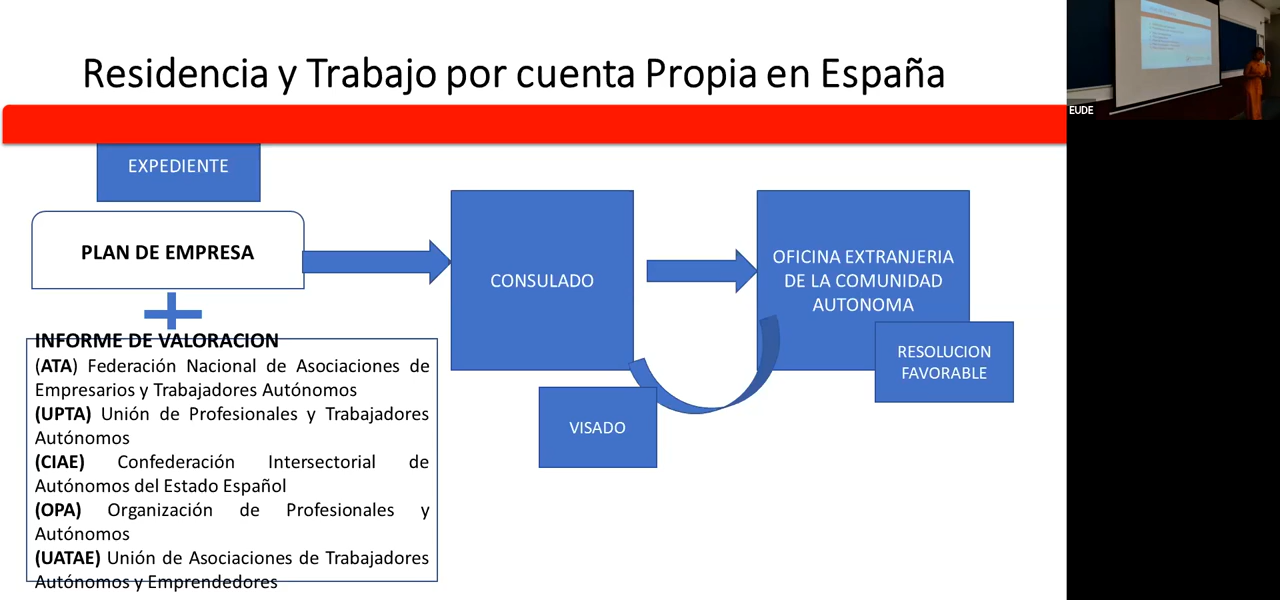 Residencia y Trabajo por cuenta Propia en España
EUDE
EXPEDIENTE
PLAN DE EMPRESA
INFORME DE VALORACION
(ATA) Federación Nacional de Asociaciones de
Empresarios y Trabajadores Autónomos
(UPTA) Unión de Profesionales y Trabajadores
Autónomos
(CIAE) Confederación Intersectorial de
Autónomos del Estado Español
(OPA) Organización de Profesionales y
Autónomos
(UATAE) Unión de Asociaciones de Trabajadores
Autónomos y Emprendedores
CONSULADO
VISADO
OFICINA EXTRANJERIA
DE LA COMUNIDAD
AUTONOMA
RESOLUCION
FAVORABLE